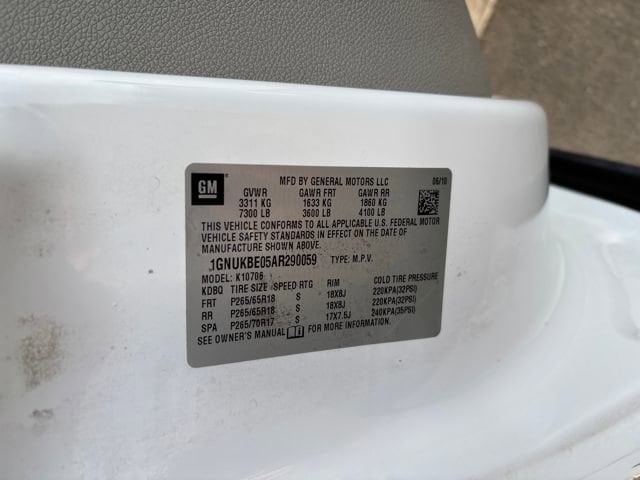 GM MFD BY GENERAL MOTORS LLC 06/10
GVWR GAWR FRT GAWR RR
3311 KG 1633 KG 1860 KG
7300 LB 3600 LB 4100 LB
THIS VEHICLE CONFORMS TO ALL APPLICABLE U.S. FEDERAL MOTOR
VEHICLE SAFETY STANDARDS IN EFFECT ON THE DATE OF
MANUFACTURE SHOWN ABOVE.
1GNUKBE05AR290059 TYPE: M.P.V.
MODEL: K10706
KDBQ TIRE SIZE SPEED RTG RIM COLD TIRE PRESSURE
FRT P265/65R18 S 18X8J 220KPA(32PSI)
RR P265/65R18 S 18X8J 220KPA(32PSI)
SPA P265/70R17 S 17X7.5J 240KPA(35PSI)
SEE OWNER'S MANUAL FOR MORE INFORMATION.